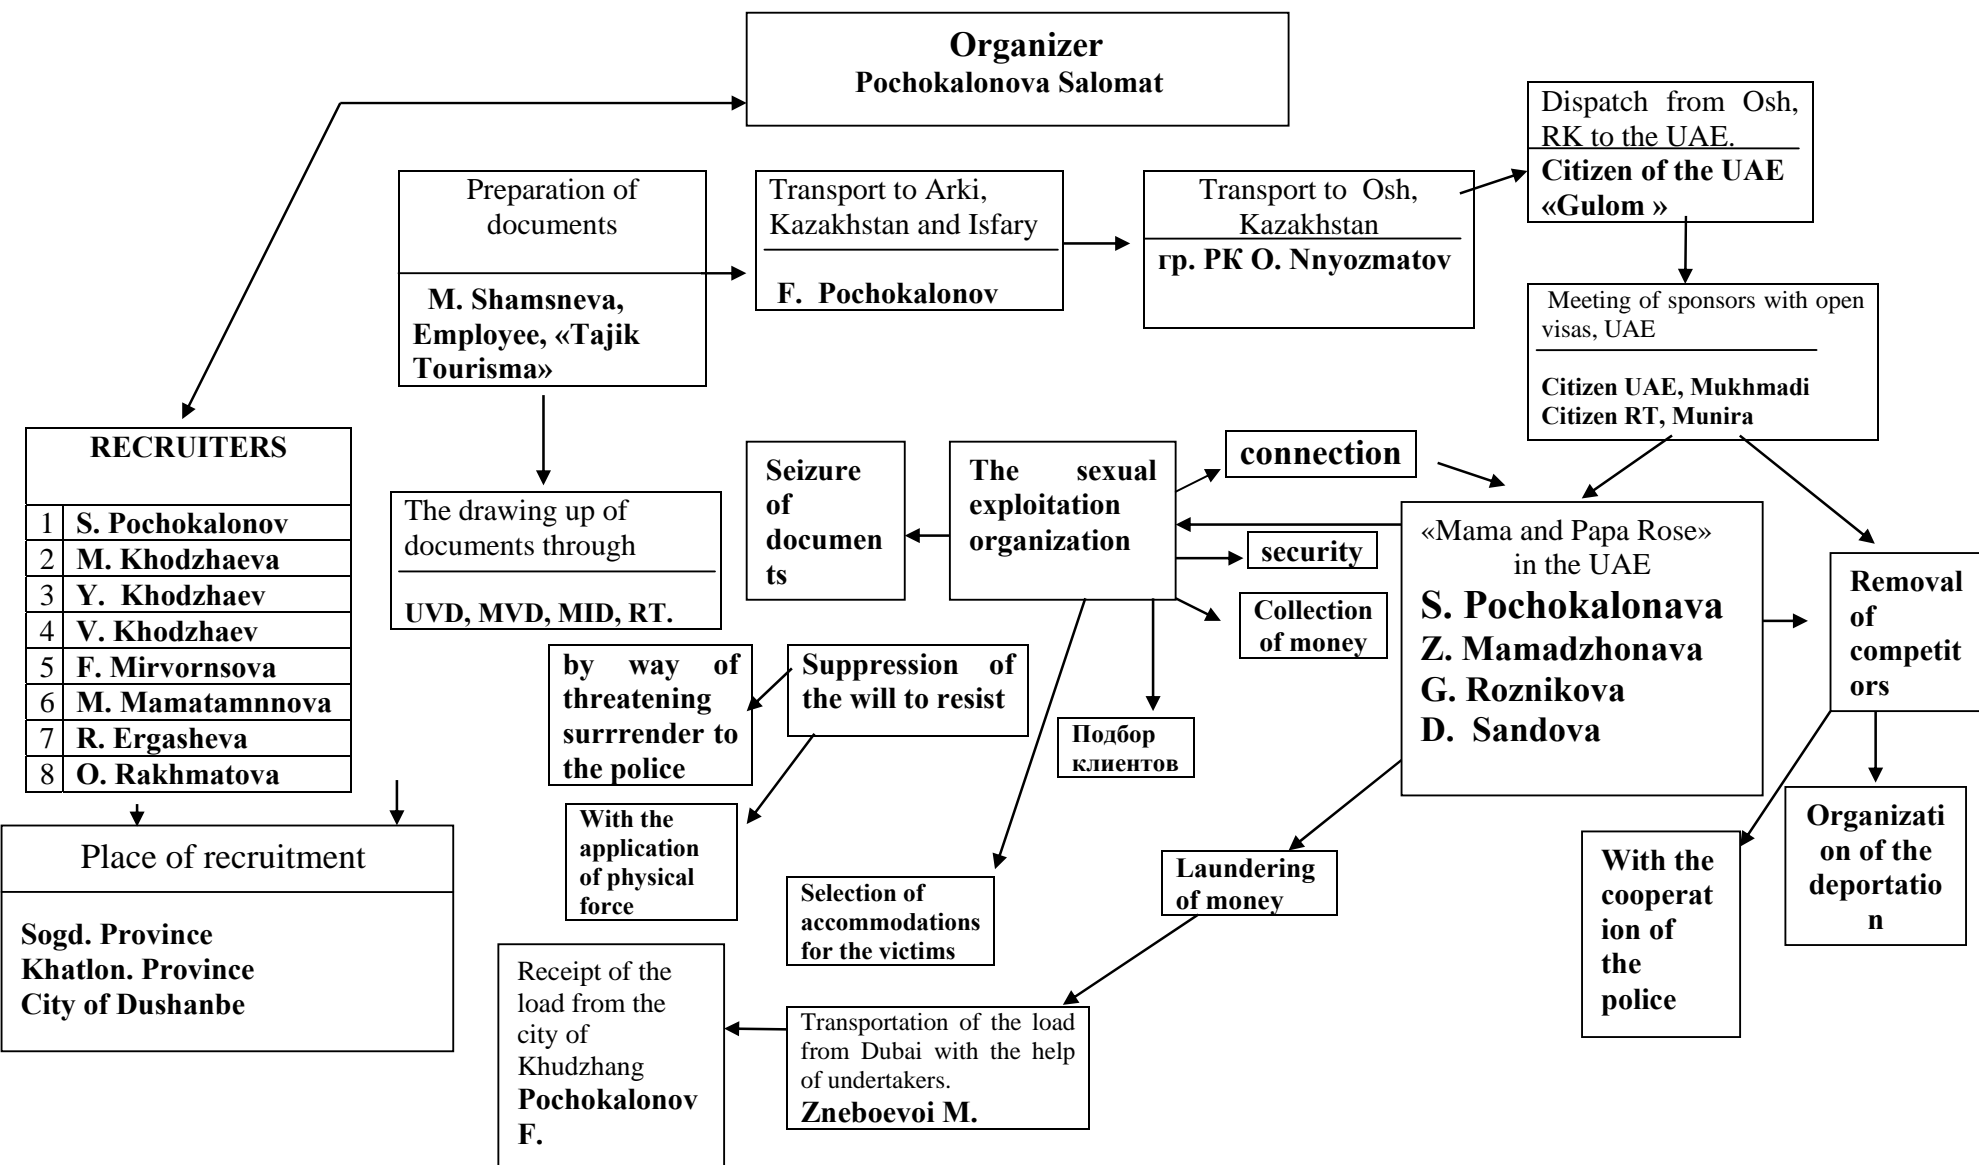 Organizer
Pochokalonova Salomat
Dispatch from Osh,
RK to the UAE.
Citizen of the UAE
«Gulom »
Preparation of
documents
M. Shamsneva,
Employee, «Tajik
Tourisma»
Transport to Arki,
Kazakhstan and Isfary
F. Pochokalonov
Transport to Osh,
Kazakhstan
гр. РК O. Nnyozmatov
Meeting of sponsors with open
visas, UAE
Citizen UAE, Mukhmadi
Citizen RT, Munira
RECRUITERS
1 S. Pochokalonov
2 M. Khodzhaeva
3 Y. Khodzhaev
4 V. Khodzhaev
5 F. Mirvornsova
6 M. Mamatamnnova
7 R. Ergasheva
8 O. Rakhmatova
The drawing up of
documents through
UVD, MVD, MID, RT.
Seizure
of
documen
ts
The sexual
exploitation
organization
connection
security
Collection
of money
«Mama and Papa Rose»
in the UAE
S. Pochokalonava
Z. Mamadzhonava
G. Roznikova
D. Sandova
Removal
of
competit
ors
by way of
threatening
surrrender to
the police
Suppression of
the will to resist
Подбор
клиентов
With the
application
of physical
force
Selection of
accommodations
for the victims
Laundering
of money
With the
cooperat
ion of
the
police
Organizati
on of the
deportatio
n
Place of recruitment
Sogd. Province
Khatlon. Province
City of Dushanbe
Receipt of the
load from the
city of
Khudzhang
Pochokalonov
F.
Transportation of the load
from Dubai with the help
of undertakers.
Zneboevoi M.